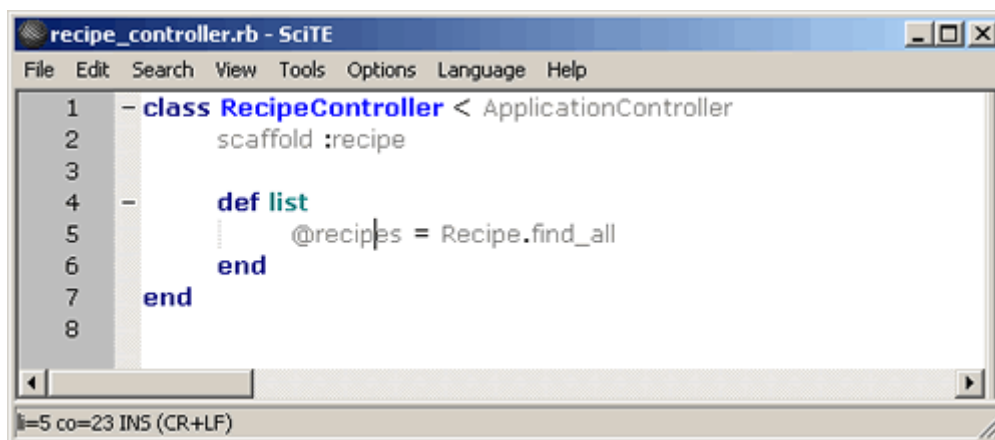 recipe_controller.rb - SciTE
File Edit Search View Tools Options Language Help
1 class RecipeController < ApplicationController
2 scaffold :recipe
3
4 def list
5 @recipes = Recipe.find_all
6 end
7 end
8
li=5 co=23 INS (CR+LF)